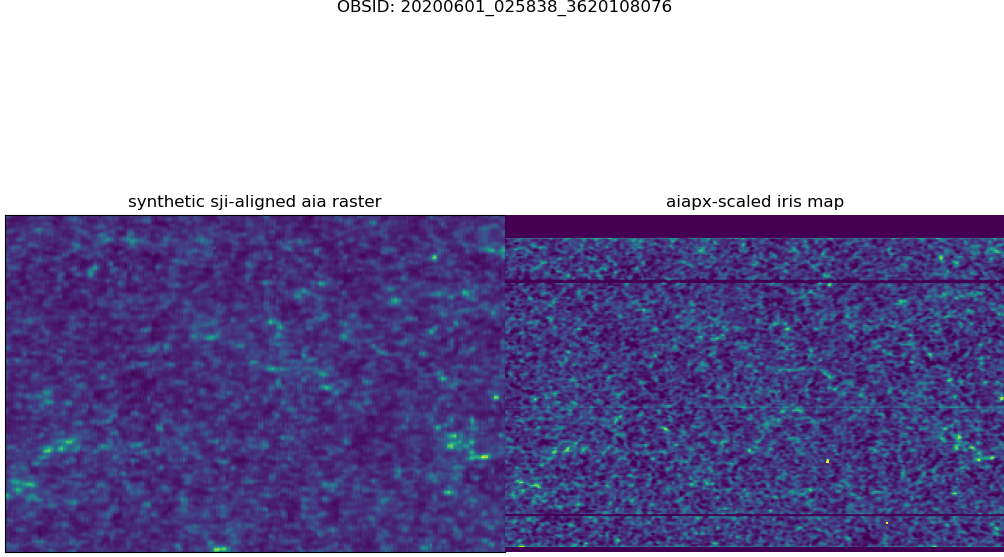 OBSID: 20200601_025838_3620108076
synthetic sji-aligned aia raster
aiapx-scaled iris map